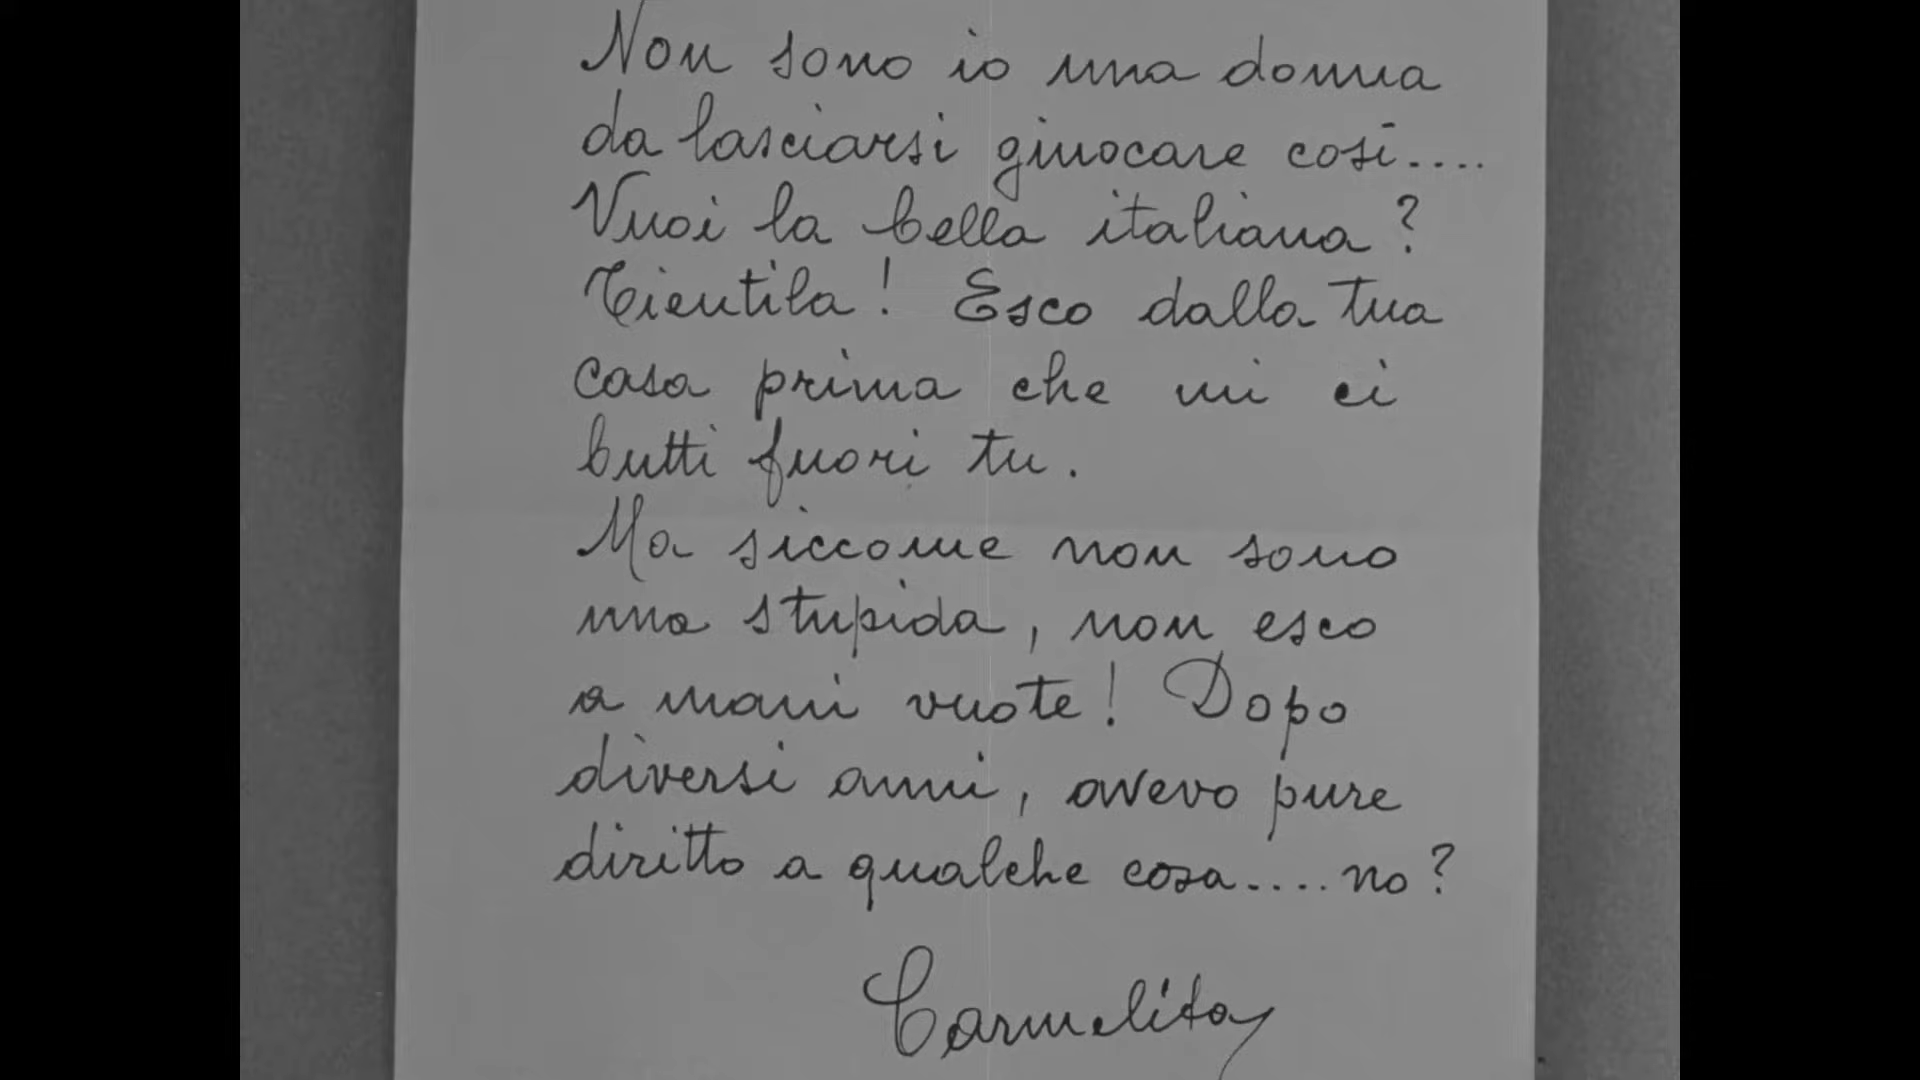 Non sono io una donna
da lasciarsi giuocare così....
Vuoi la bella italiana?
Tientila! Esco dalla tua
casa prima che mi ci
butti fuori tu.
Ma siccome non sono
una stupida, non esco
a mani vuote! Dopo
diversi anni, avevo pure
diritto a qualche cosa.... no?
Carmelita